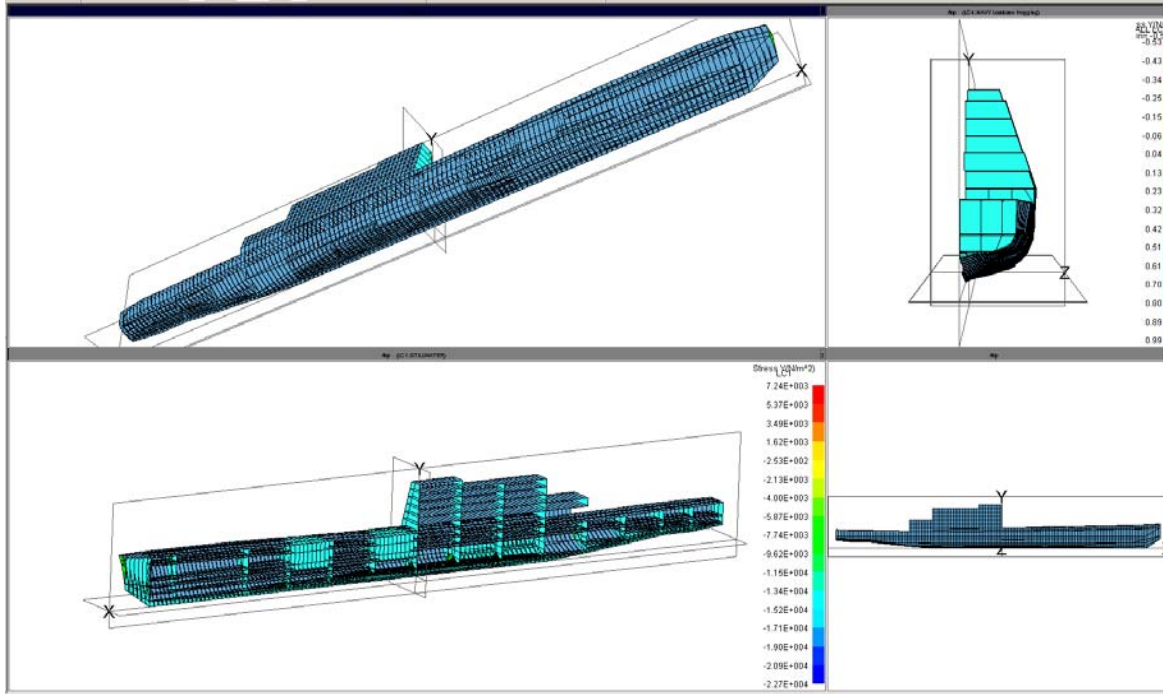 Y
X
Y
Z
-0.53
-0.43
-0.34
-0.25
-0.15
-0.06
0.04
0.13
0.23
0.32
0.42
0.51
0.61
0.70
0.80
0.89
0.99
Stress V(N/m^2)
LC1
7.24E+003
5.37E+003
3.49E+003
1.62E+003
-2.53E+002
-2.13E+003
-4.00E+003
-5.87E+003
-7.74E+003
-9.62E+003
-1.15E+004
-1.34E+004
-1.52E+004
-1.71E+004
-1.90E+004
-2.09E+004
-2.27E+004
Y
X
Y
Z